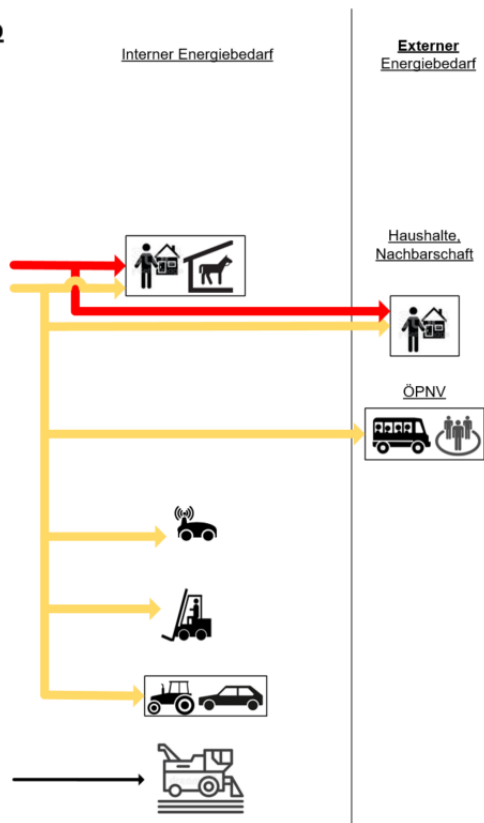 Interner Energiebedarf
Externer
Energiebedarf
Haushalte,
Nachbarschaft
ÖPNV